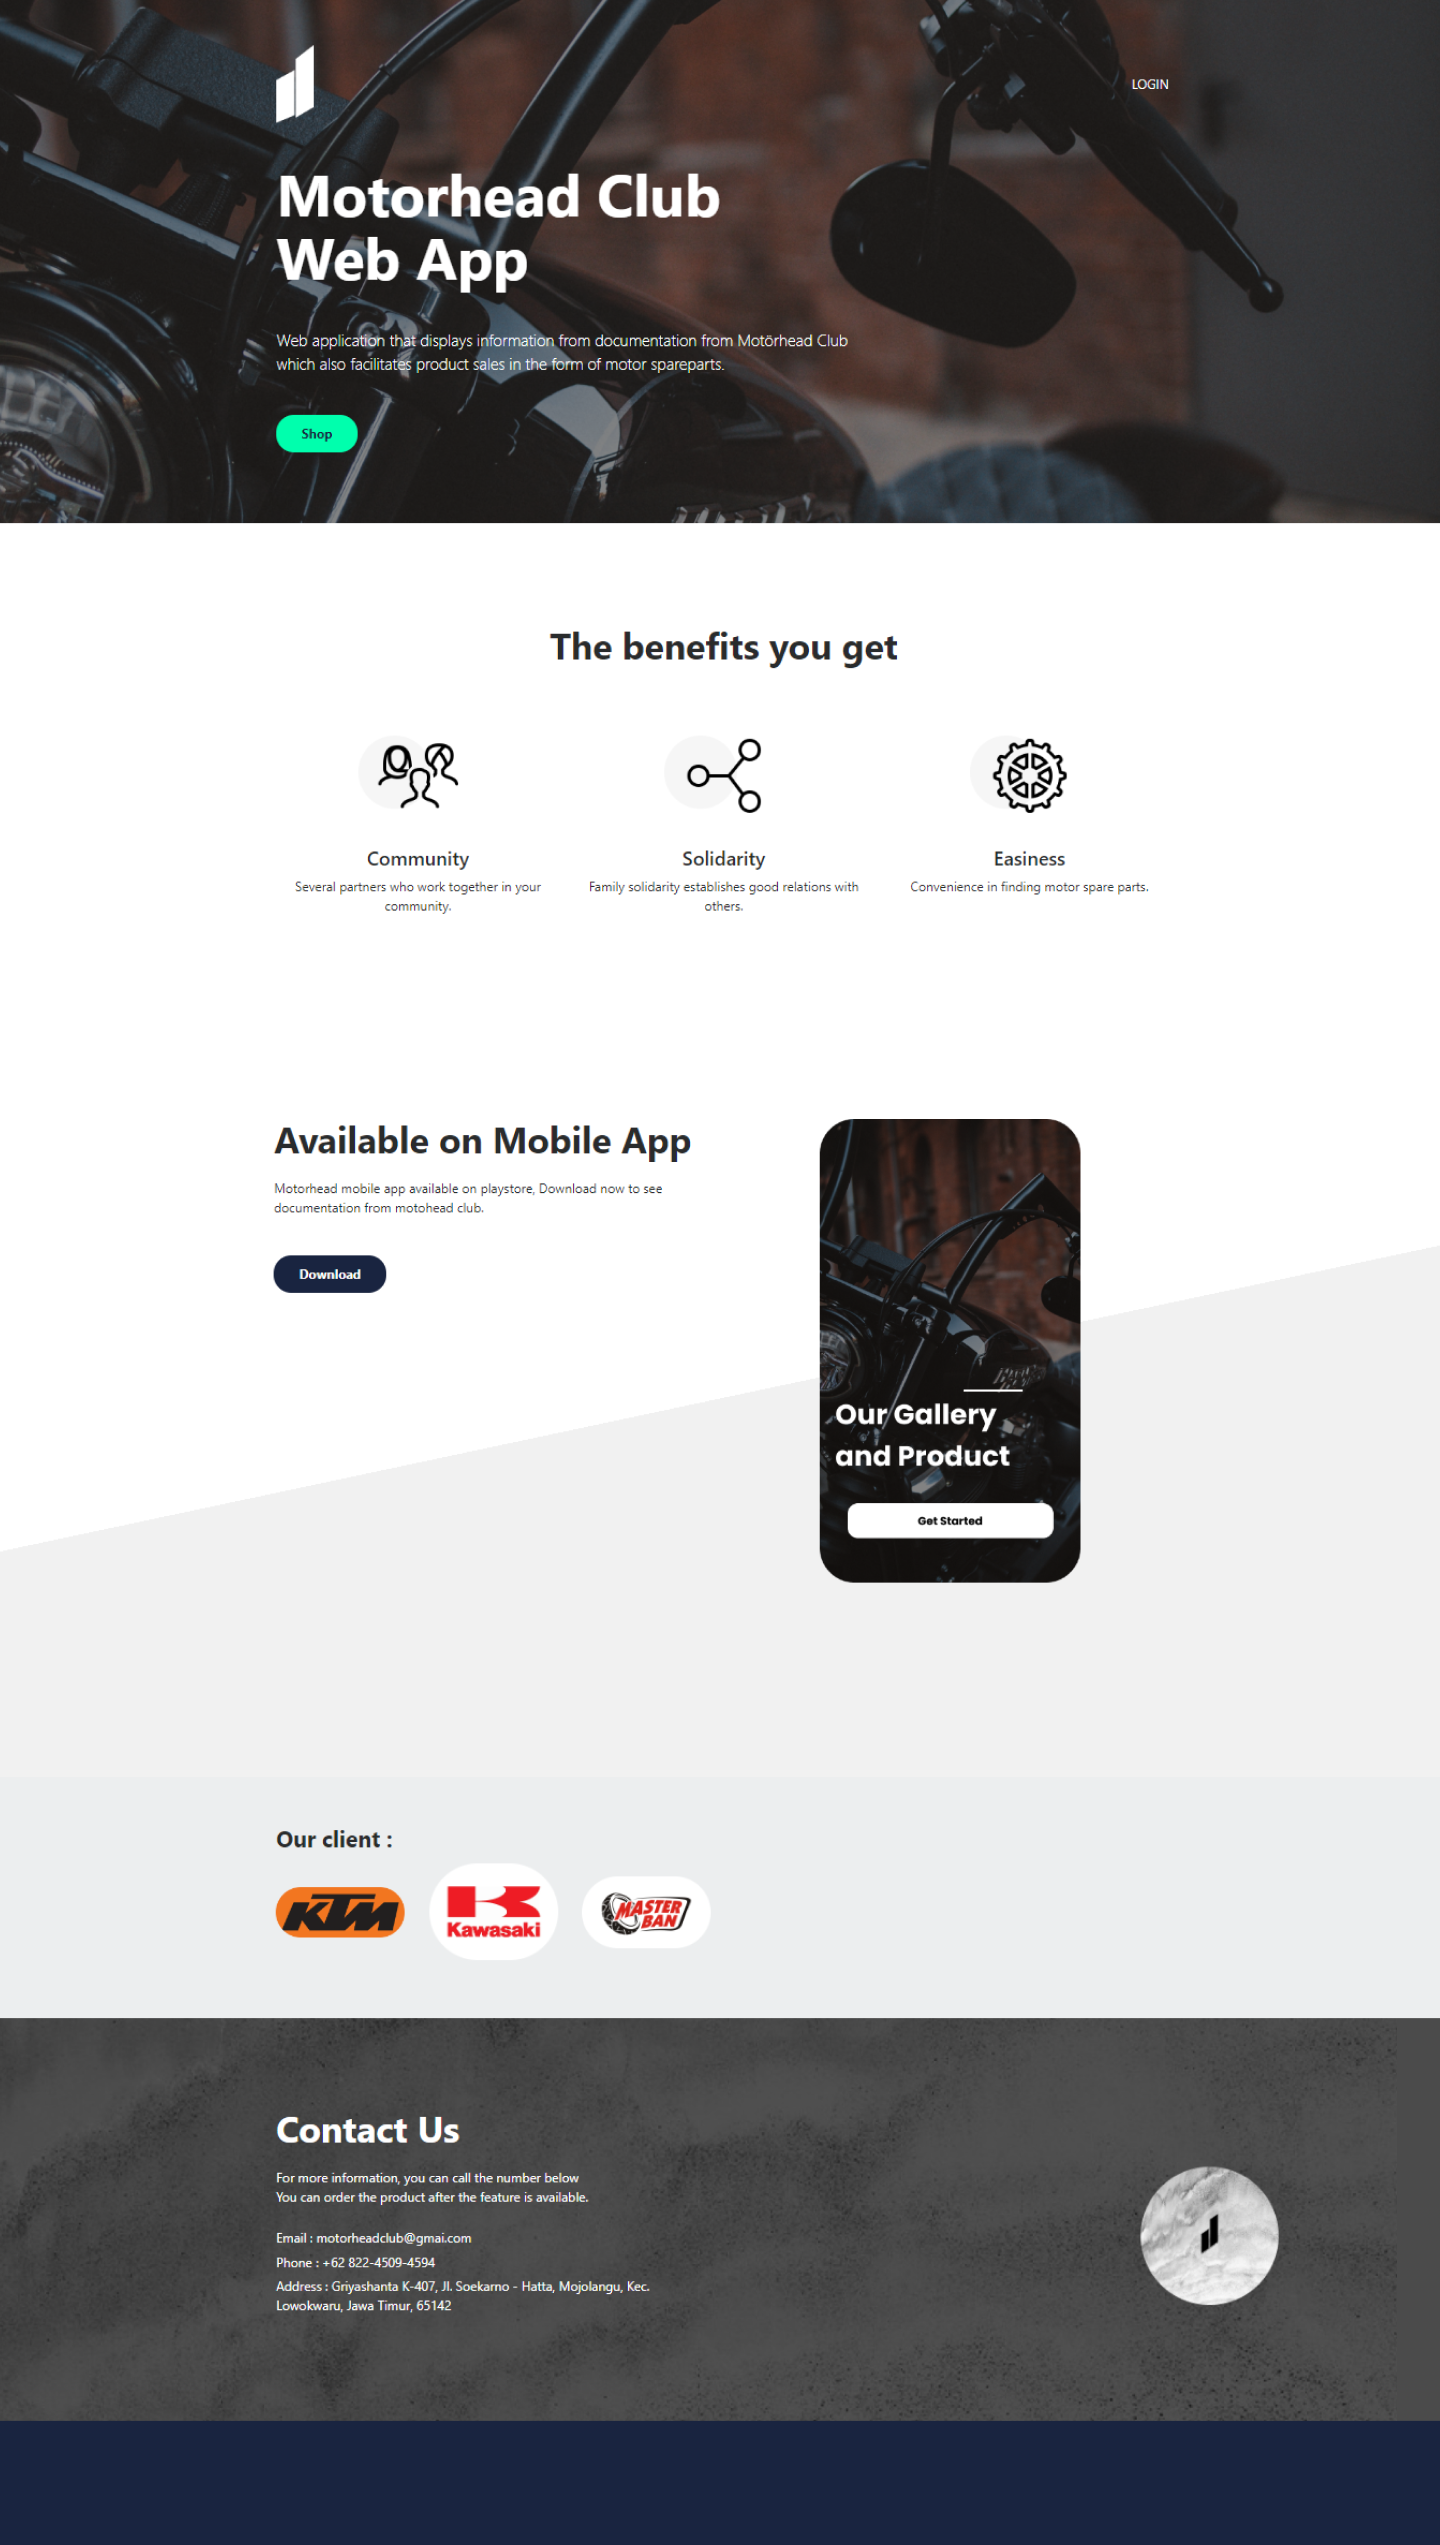 LOGIN
Motorhead Club
Web App
Web application that displays information from documentation from Motörhead Club
which also facilitates product sales in the form of motor spareparts.
Shop
The benefits you get
Community
Several partners who work together in your
community.
Solidarity
Family solidarity establishes good relations with
others.
Easiness
Convenience in finding motor spare parts.
Available on Mobile App
Motorhead mobile app available on playstore, Download now to see
documentation from motohead club.
Download
Our Gallery
and Product
Get Started
Our client :
KTM
Kawasaki
MASTER
BAN
Contact Us
For more information, you can call the number below
You can order the product after the feature is available.
Email : motorheadclub@gmai.com
Phone : +62 822-4509-4594
Address : Griyashanta K-407, Jl. Soekarno - Hatta, Mojolangu, Kec.
Lowokwaru, Jawa Timur, 65142